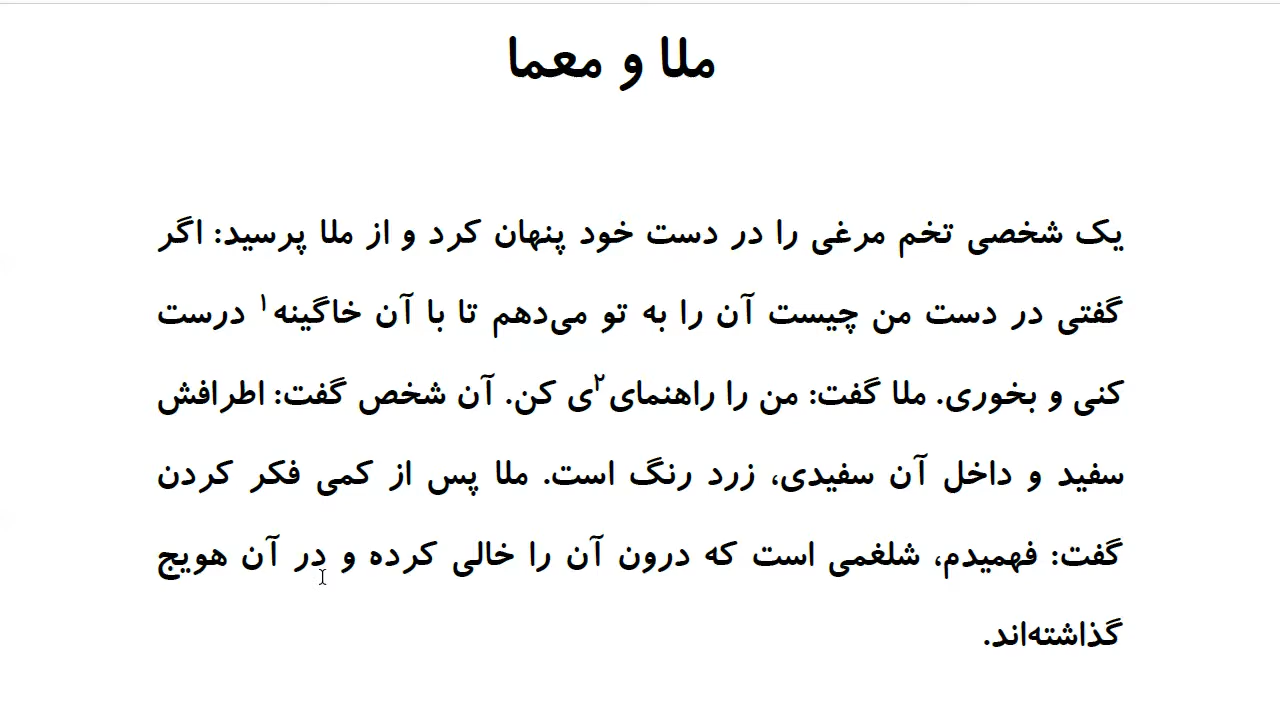 ملا و معما
یک شخصی تخم مرغی را در دست خود پنهان کرد و از ملا پرسید: اگر
گفتی در دست من چیست آن را به تو می‌دهم تا با آن خاگینه۱ درست
کنی و بخوری. ملا گفت: من را راهنمای۲ی کن. آن شخص گفت: اطرافش
سفید و داخل آن سفیدی، زرد رنگ است. ملا پس از کمی فکر کردن
گفت: فهمیدم، شلغمی است که درون آن را خالی کرده و در آن هویج
گذاشته‌اند.